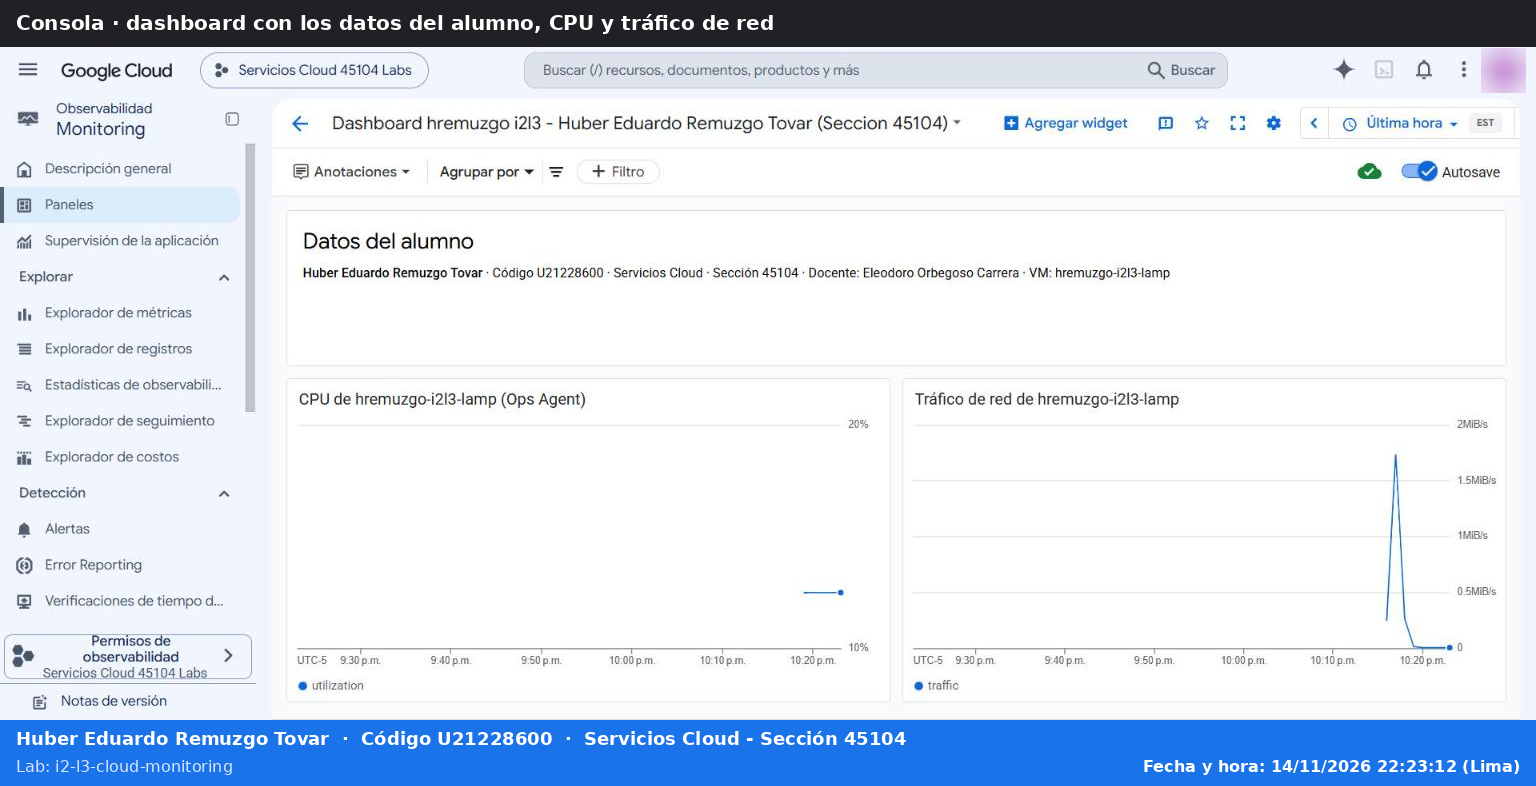 Consola · dashboard con los datos del alumno, CPU y tráfico de red
Google Cloud
Servicios Cloud 45104 Labs
Buscar (/) recursos, documentos, productos y más
Buscar
Observabilidad
Monitoring
Dashboard hremuzgo i2l3 - Huber Eduardo Remuzgo Tovar (Seccion 45104)
Agregar widget
Última hora
EST
Descripción general
Paneles
Supervisión de la aplicación
Explorar
Explorador de métricas
Explorador de registros
Estadísticas de observabili...
Explorador de seguimiento
Explorador de costos
Detección
Alertas
Error Reporting
Verificaciones de tiempo d...
Permisos de
observabilidad
Servicios Cloud 45104 Labs
Notas de versión
Anotaciones
Agrupar por
Filtro
Autosave
Datos del alumno
Huber Eduardo Remuzgo Tovar · Código U21228600 · Servicios Cloud · Sección 45104 · Docente: Eleodoro Orbegoso Carrera · VM: hremuzgo-i2l3-lamp
CPU de hremuzgo-i2l3-lamp (Ops Agent)
20%
10%
UTC-5 9:30 p.m. 9:40 p.m. 9:50 p.m. 10:00 p.m. 10:10 p.m. 10:20 p.m.
utilization
Tráfico de red de hremuzgo-i2l3-lamp
2MiB/s
1.5MiB/s
1MiB/s
0.5MiB/s
0
UTC-5 9:30 p.m. 9:40 p.m. 9:50 p.m. 10:00 p.m. 10:10 p.m. 10:20 p.m.
traffic
Huber Eduardo Remuzgo Tovar · Código U21228600 · Servicios Cloud - Sección 45104
Lab: i2-l3-cloud-monitoring
Fecha y hora: 14/11/2026 22:23:12 (Lima)